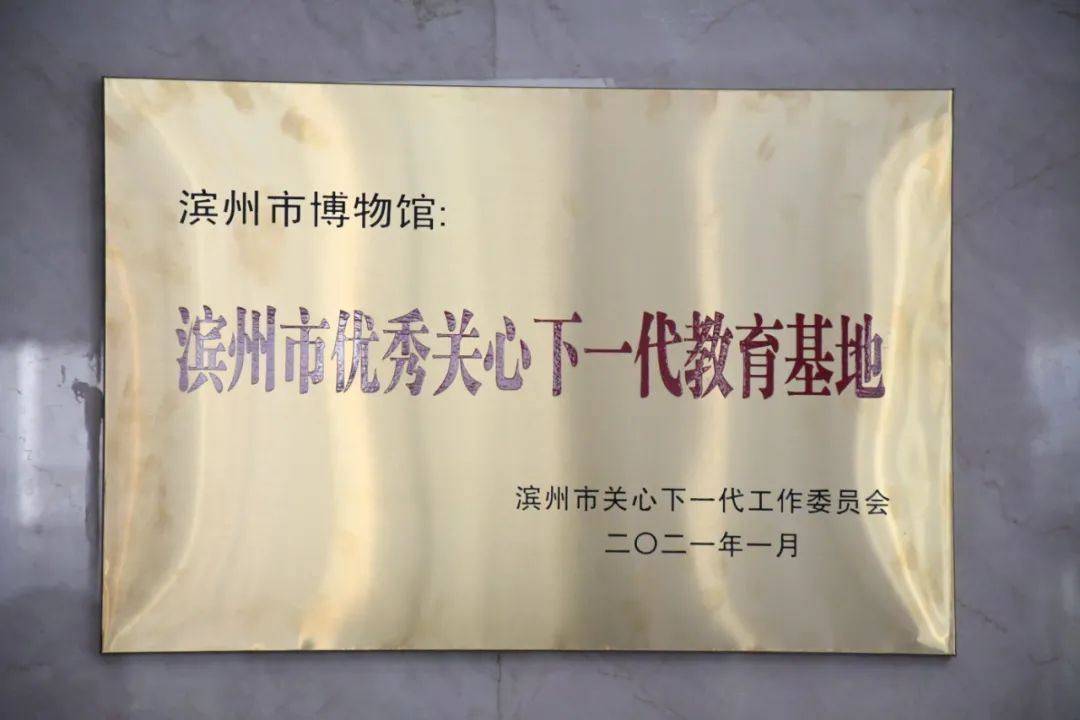 滨州市博物馆:
滨州市优秀关心下一代教育基地
滨州市关心下一代工作委员会
二〇二一年一月